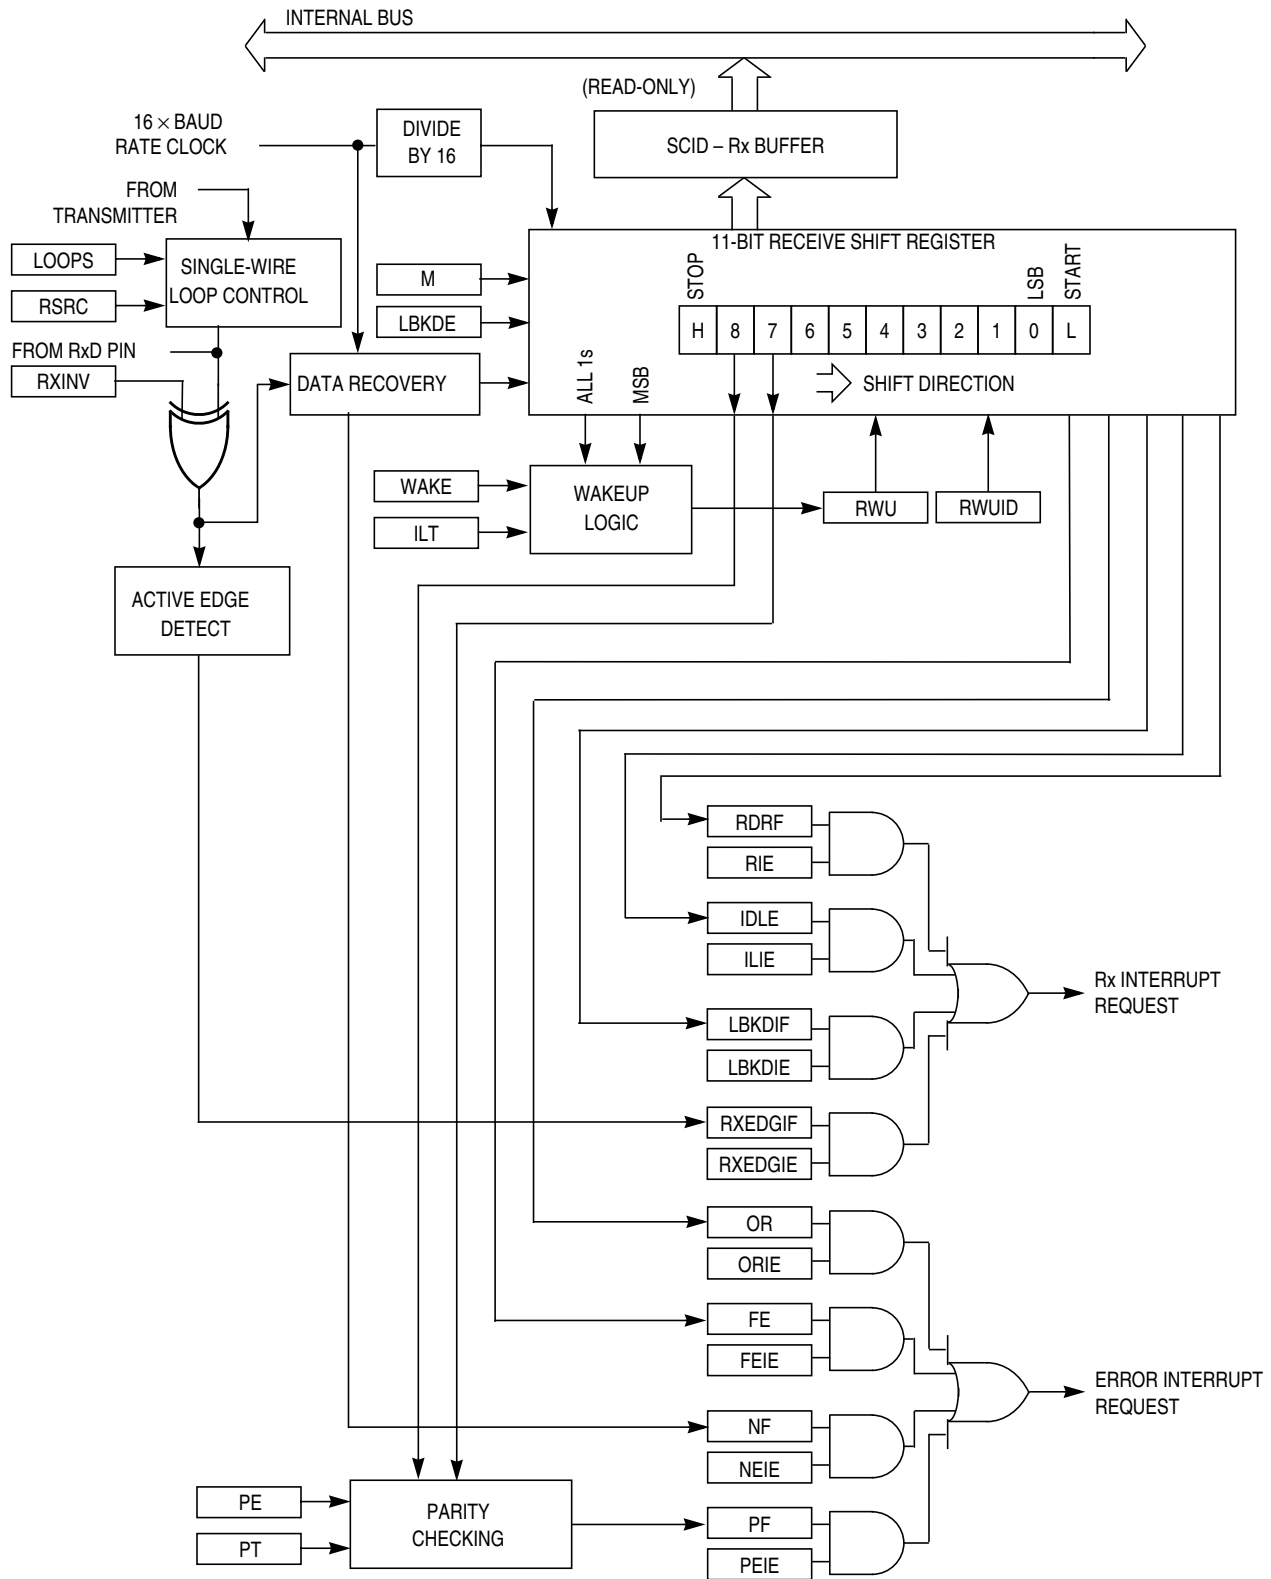 INTERNAL BUS
(READ-ONLY)
16 × BAUD
RATE CLOCK
DIVIDE
BY 16
SCID – Rx BUFFER
FROM
TRANSMITTER
11-BIT RECEIVE SHIFT REGISTER
LOOPS
RSRC
SINGLE-WIRE
LOOP CONTROL
M
LBKDE
STOP
LSB
START
H 8 7 6 5 4 3 2 1 0 L
FROM RxD PIN
RXINV
DATA RECOVERY
ALL 1s
MSB
SHIFT DIRECTION
WAKE
ILT
WAKEUP
LOGIC
RWU
RWUID
ACTIVE EDGE
DETECT
RDRF
RIE
IDLE
ILIE
Rx INTERRUPT
REQUEST
LBKDIF
LBKDIE
RXEDGIF
RXEDGIE
OR
ORIE
FE
FEIE
ERROR INTERRUPT
REQUEST
NF
NEIE
PE
PT
PARITY
CHECKING
PF
PEIE